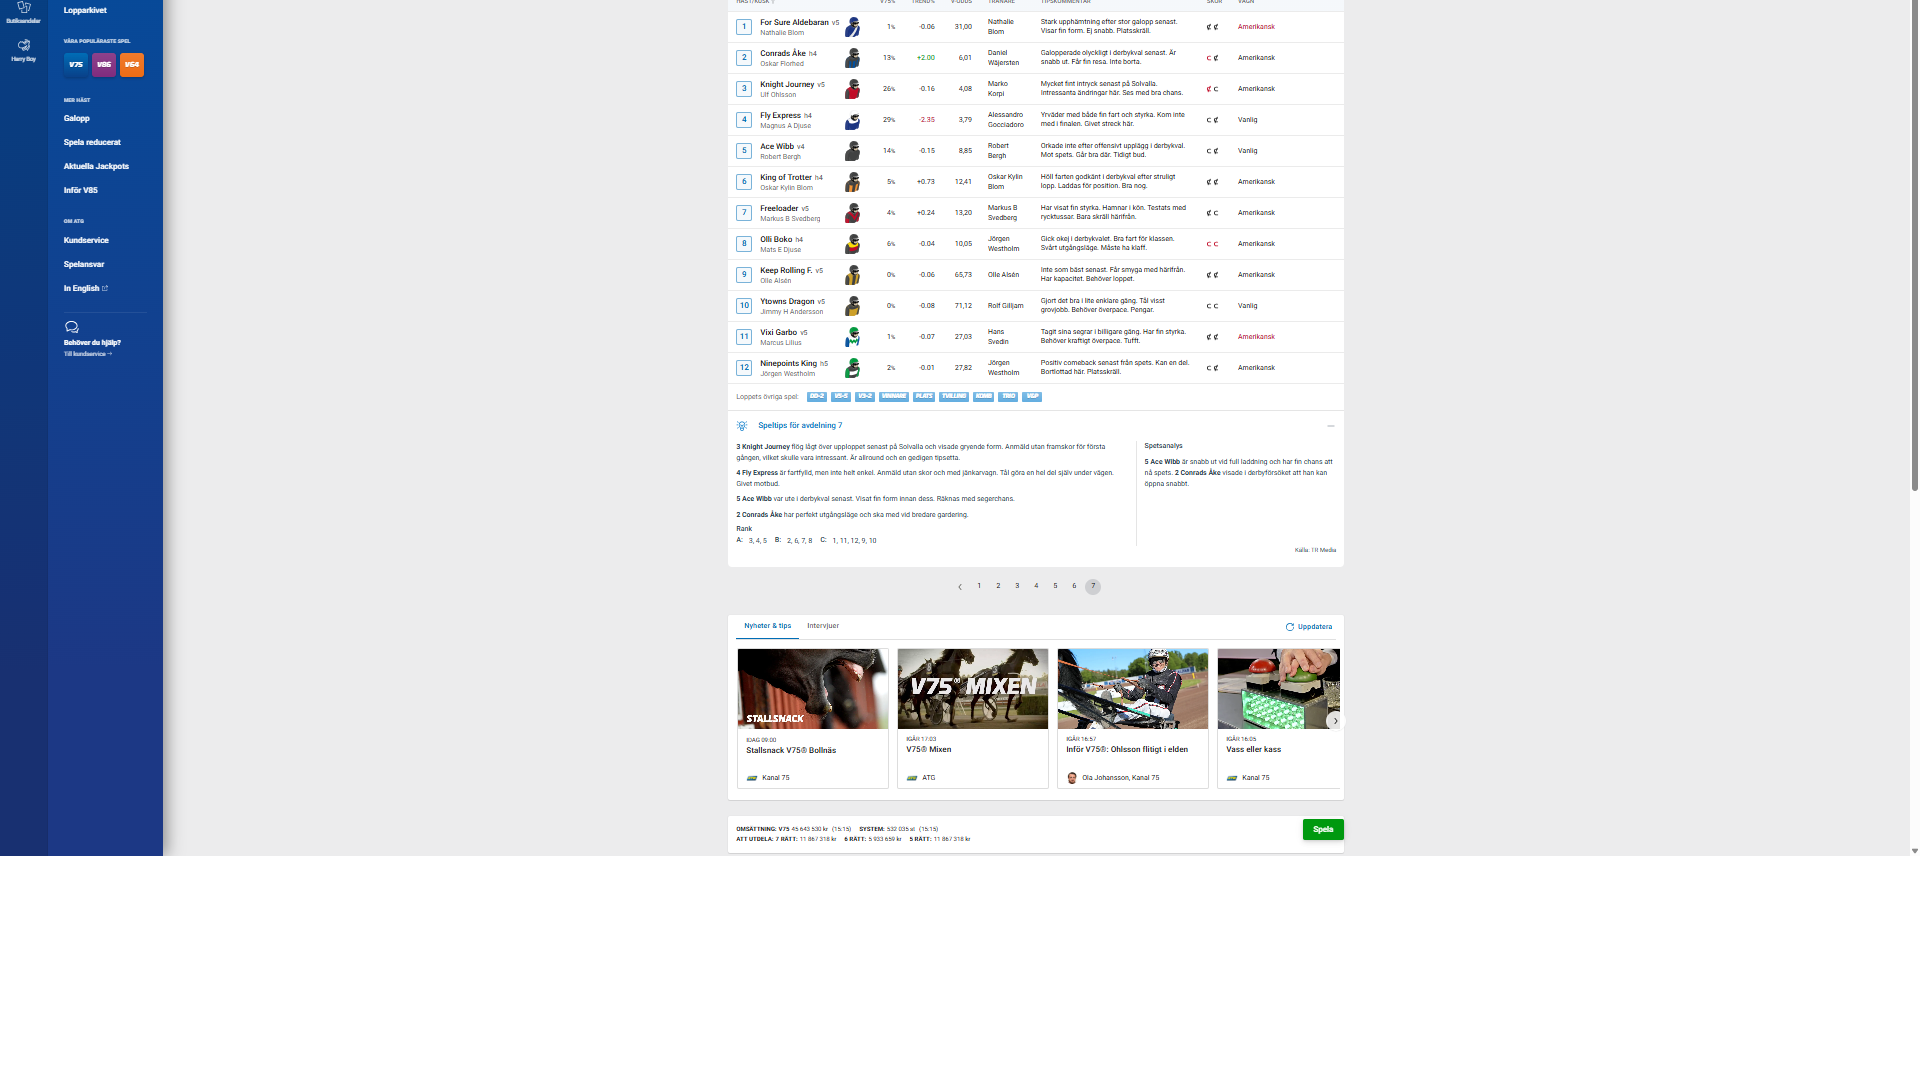 Butiksandelar
Harry Boy
Lopparkivet
VÅRA POPULÄRASTE SPEL
V75 V86 V64
MER HÄST
Galopp
Spela reducerat
Aktuella Jackpots
Inför V85
OM ATG
Kundservice
Spelansvar
In English
Behöver du hjälp?
Till kundservice →
HÄST/KUSK V75% TREND% V-ODDS TRÄNARE TIPSKOMMENTAR SKOR VAGN
1 For Sure Aldebaran v5 Nathalie Blom 1% -0.06 31,00 Nathalie Blom Stark upphämtning efter stor galopp senast. Visar fin form. Ej snabb. Platsskräll. Amerikansk
2 Conrads Åke h4 Oskar Florhed 13% +2.00 6,01 Daniel Wäjersten Galopperade olyckligt i derbykval senast. Är snabb ut. Får fin resa. Inte borta. Amerikansk
3 Knight Journey v5 Ulf Ohlsson 26% -0.16 4,08 Marko Korpi Mycket fint intryck senast på Solvalla. Intressanta ändringar här. Ses med bra chans. Amerikansk
4 Fly Express h4 Magnus A Djuse 29% -2.35 3,79 Alessandro Gocciadoro Yrväder med både fin fart och styrka. Kom inte med i finalen. Givet streck här. Vanlig
5 Ace Wibb v4 Robert Bergh 14% -0.15 8,85 Robert Bergh Orkade inte efter offensivt upplägg i derbykval. Mot spets. Går bra där. Tidigt bud. Vanlig
6 King of Trotter h4 Oskar Kylin Blom 5% +0.73 12,41 Oskar Kylin Blom Höll farten godkänt i derbykval efter struligt lopp. Laddas för position. Bra nog. Amerikansk
7 Freeloader v5 Markus B Svedberg 4% +0.24 13,20 Markus B Svedberg Har visat fin styrka. Hamnar i kön. Testats med rycktussar. Bara skräll härifrån. Amerikansk
8 Olli Boko h4 Mats E Djuse 6% -0.04 10,05 Jörgen Westholm Gick okej i derbykvalet. Bra fart för klassen. Svårt utgångsläge. Måste ha klaff. Amerikansk
9 Keep Rolling F. v5 Olle Alsén 0% -0.06 65,73 Olle Alsén Inte som bäst senast. Får smyga med härifrån. Har kapacitet. Behöver loppet. Amerikansk
10 Ytowns Dragon v5 Jimmy H Andersson 0% -0.08 71,12 Rolf Gilljam Gjort det bra i lite enklare gäng. Tål visst grovjobb. Behöver överpace. Pengar. Vanlig
11 Vixi Garbo v5 Marcus Lilius 1% -0.07 27,03 Hans Svedin Tagit sina segrar i billigare gäng. Har fin styrka. Behöver kraftigt överpace. Tufft. Amerikansk
12 Ninepoints King h5 Jörgen Westholm 2% -0.01 27,82 Jörgen Westholm Positiv comeback senast från spets. Kan en del. Bortlottad här. Platsskräll. Amerikansk
Loppets övriga spel: DD-2 V5-5 V3-2 VINNARE PLATS TVILLING KOMB TRIO V&P
Speltips för avdelning 7
3 Knight Journey flög lågt över upploppet senast på Solvalla och visade gryende form. Anmäld utan framskor för första
gången, vilket skulle vara intressant. Är allround och en gedigen tipsetta.
4 Fly Express är fartfylld, men inte helt enkel. Anmäld utan skor och med jänkarvagn. Tål göra en hel del själv under vägen.
Givet motbud.
5 Ace Wibb var ute i derbykval senast. Visat fin form innan dess. Räknas med segerchans.
2 Conrads Åke har perfekt utgångsläge och ska med vid bredare gardering.
Rank
A: 3, 4, 5 B: 2, 6, 7, 8 C: 1, 11, 12, 9, 10
Spetsanalys
5 Ace Wibb är snabb ut vid full laddning och har fin chans att
nå spets. 2 Conrads Åke visade i derbyförsöket att han kan
öppna snabbt.
Källa: TR Media
1 2 3 4 5 6 7
Nyheter & tips Intervjuer Uppdatera
STALLSNACK
IDAG 09:00
Stallsnack V75® Bollnäs
Kanal 75
V75® MIXEN
IGÅR 17:03
V75® Mixen
ATG
IGÅR 16:57
Inför V75®: Ohlsson flitigt i elden
Ola Johansson, Kanal 75
IGÅR 16:05
Vass eller kass
Kanal 75
OMSÄTTNING: V75 45 643 530 kr (15:15) SYSTEM: 532 035 st (15:15)
ATT UTDELA: 7 RÄTT: 11 867 318 kr 6 RÄTT: 5 933 659 kr 5 RÄTT: 11 867 318 kr
Spela